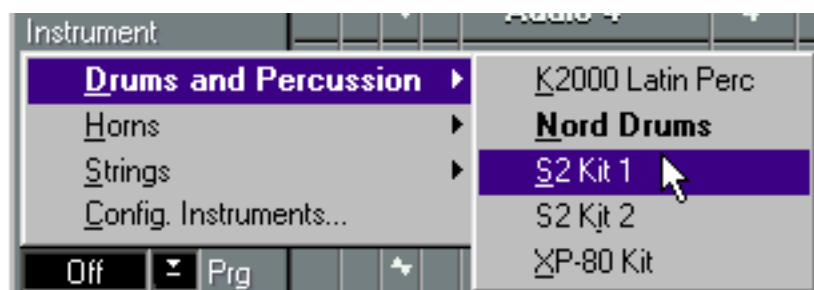 Instrument
Audio 4
Drums and Percussion
Horns
Strings
Config. Instruments...
K2000 Latin Perc
Nord Drums
S2 Kit 1
S2 Kit 2
XP-80 Kit
Off
Prg